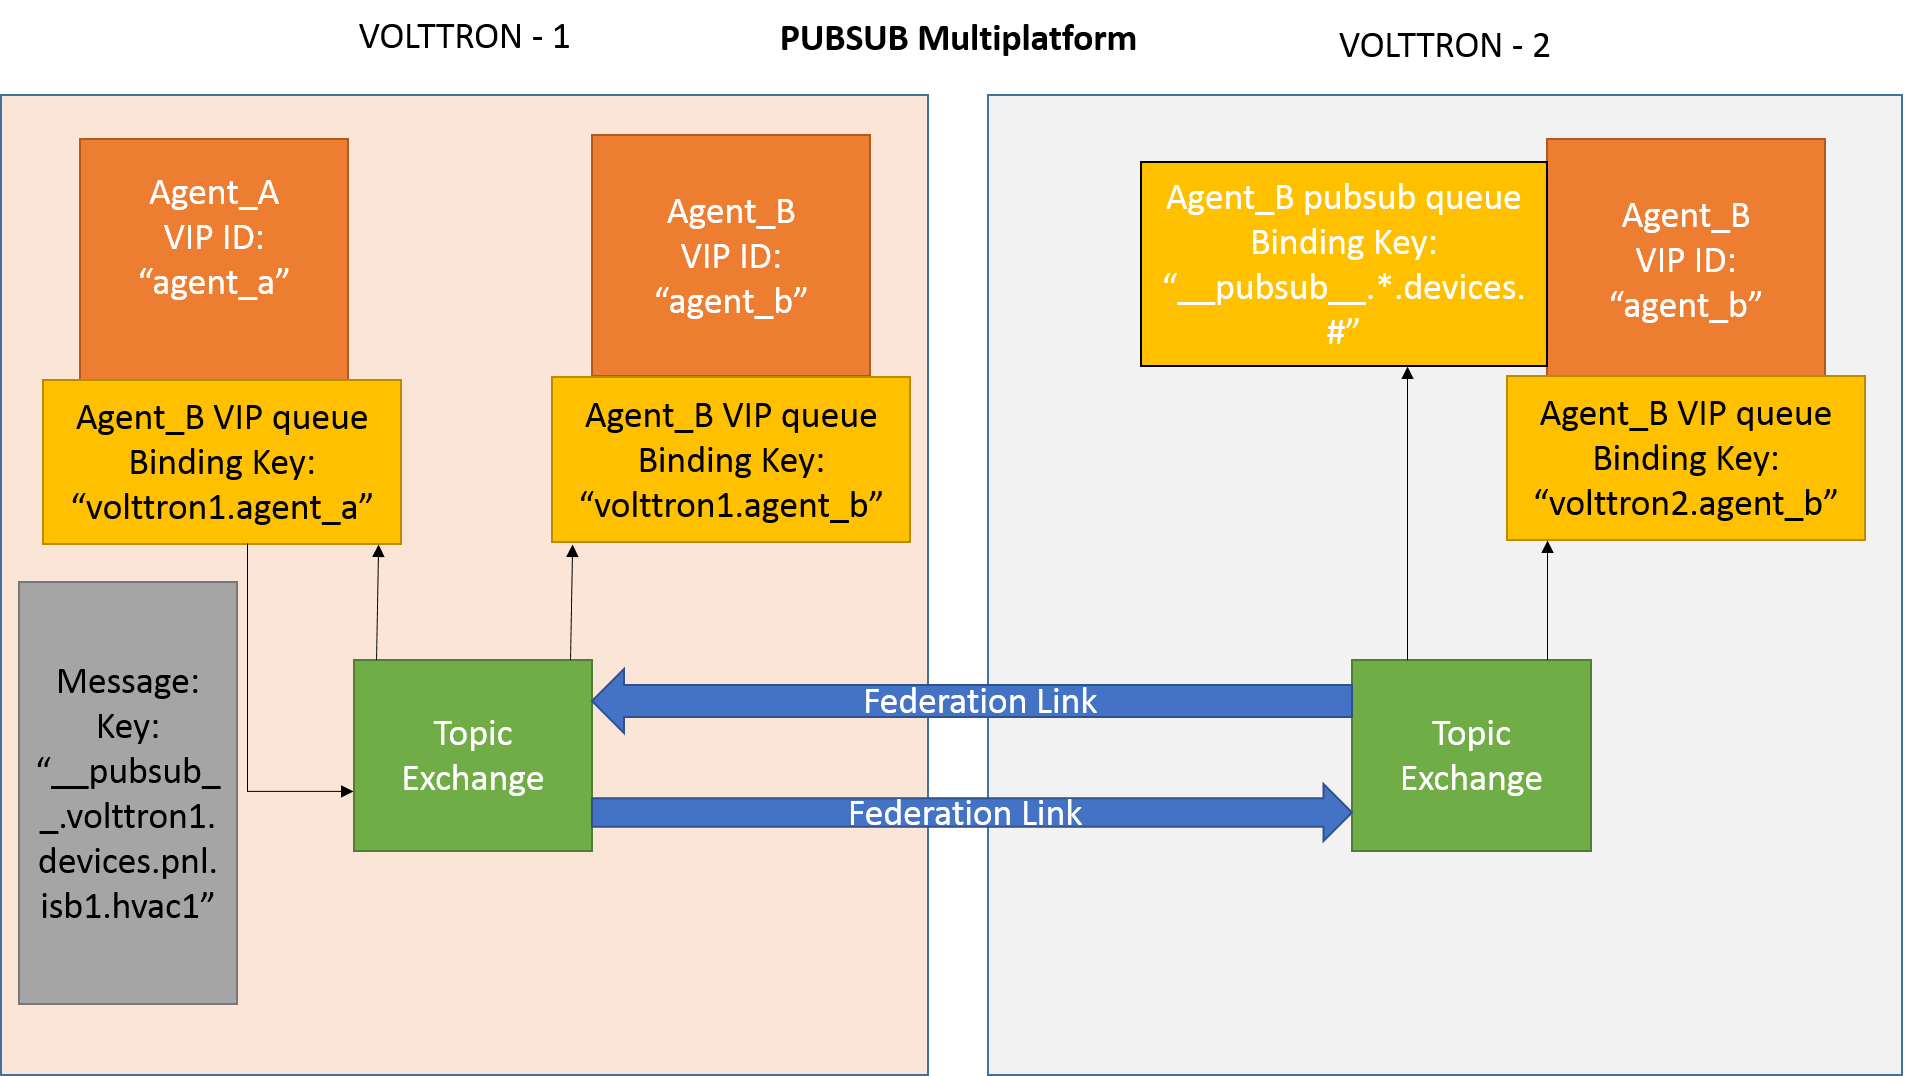 VOLTTRON - 1
PUBSUB Multiplatform
VOLTTRON - 2
Agent_A
VIP ID:
“agent_a”
Agent_B VIP queue
Binding Key:
“volttron1.agent_a”
Agent_B
VIP ID:
“agent_b”
Agent_B VIP queue
Binding Key:
“volttron1.agent_b”
Message:
Key:
“__pubsub_
_.volttron1.
devices.pnl.
isb1.hvac1”
Topic
Exchange
Federation Link
Federation Link
Agent_B pubsub queue
Binding Key:
“__pubsub__.*.devices.
#”
Agent_B
VIP ID:
“agent_b”
Agent_B VIP queue
Binding Key:
“volttron2.agent_b”
Topic
Exchange